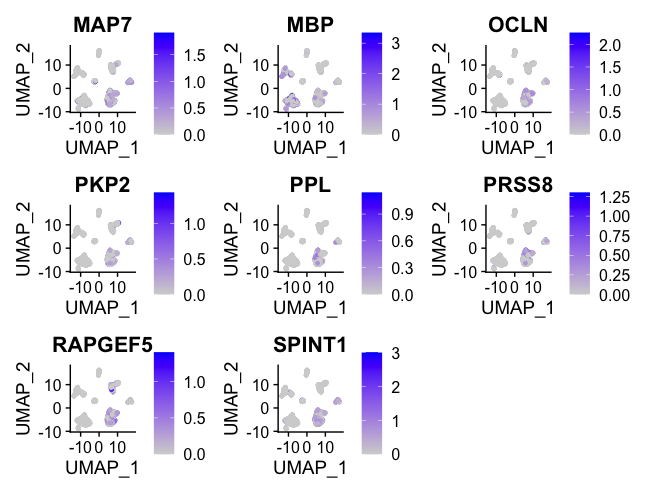 MAP7
UMAP_2
10
0
-10
-10 0 10
UMAP_1
1.5
1.0
0.5
0.0
MBP
UMAP_2
10
0
-10
-10 0 10
UMAP_1
3
2
1
0
OCLN
UMAP_2
10
0
-10
-10 0 10
UMAP_1
2.0
1.5
1.0
0.5
0.0
PKP2
UMAP_2
10
0
-10
-10 0 10
UMAP_1
1.0
0.5
0.0
PPL
UMAP_2
10
0
-10
-10 0 10
UMAP_1
0.9
0.6
0.3
0.0
PRSS8
UMAP_2
10
0
-10
-10 0 10
UMAP_1
1.25
1.00
0.75
0.50
0.25
0.00
RAPGEF5
UMAP_2
10
0
-10
-10 0 10
UMAP_1
1.0
0.5
0.0
SPINT1
UMAP_2
10
0
-10
-10 0 10
UMAP_1
3
2
1
0